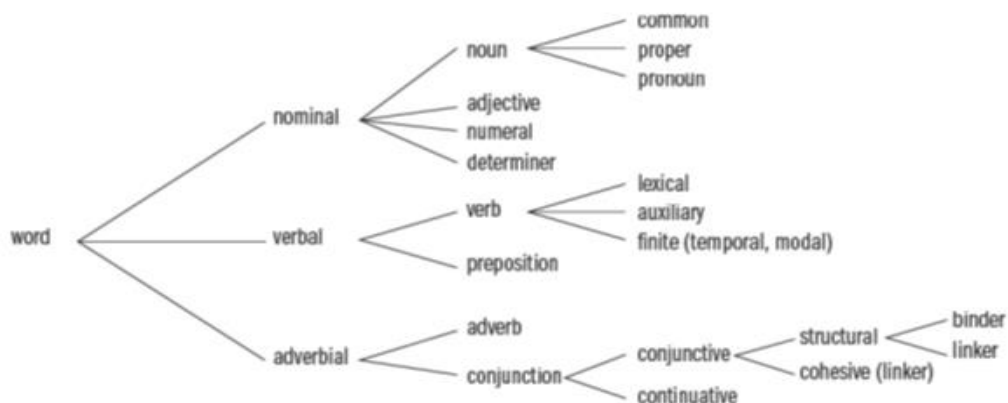 common
noun
proper
pronoun
adjective
nominal
numeral
determiner
lexical
verb
auxiliary
word
verbal
finite (temporal, modal)
preposition
binder
adverb
structural
linker
adverbial
conjunctive
conjunction
cohesive (linker)
continuative